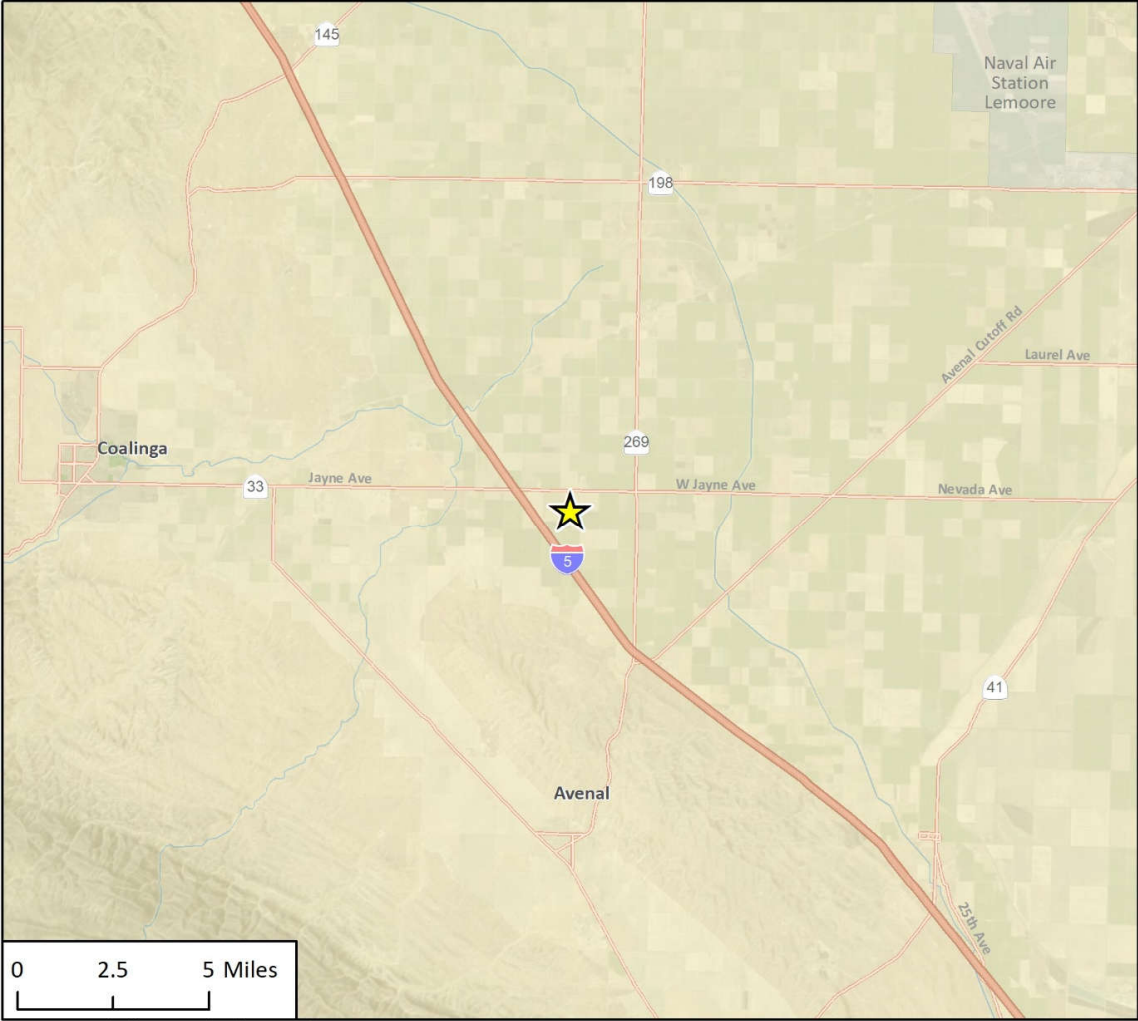 145
Naval Air
Station
Lemoore
198
Avenal Cutoff Rd
Laurel Ave
269
Coalinga
33
Jayne Ave
W Jayne Ave
Nevada Ave
5
41
Avenal
25th Ave
0 2.5 5 Miles